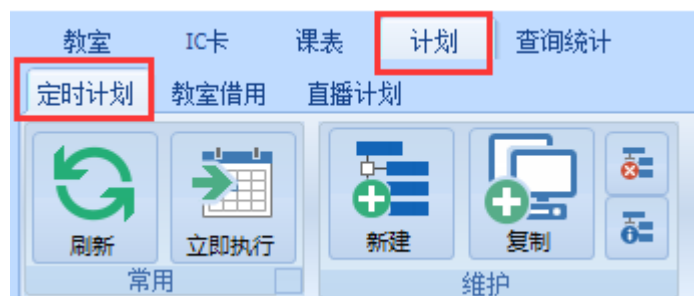 教室 IC卡 课表 计划 查询统计
定时计划 教室借用 直播计划
刷新 立即执行 新建 复制
常用 维护